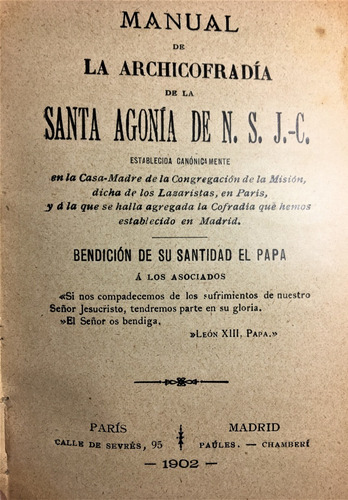 MANUAL
DE
LA ARCHICOFRADÍA
DE LA
SANTA AGONÍA DE N. S. J.-C.
ESTABLECIDA CANÓNICAMENTE
en la Casa-Madre de la Congregación de la Misión,
dicha de los Lazaristas, en Paris,
y á la que se halla agregada la Cofradía que hemos
establecido en Madrid.
BENDICIÓN DE SU SANTIDAD EL PAPA
Á LOS ASOCIADOS
«Si nos compadecemos de los sufrimientos de nuestro
Señor Jesucristo, tendremos parte en su gloria.
»El Señor os bendiga,
»LEÓN XIII, PAPA.»
PARÍS
CALLE DE SEVRÉS, 95
MADRID
PAÚLES. — CHAMBERÍ
— 1902 —